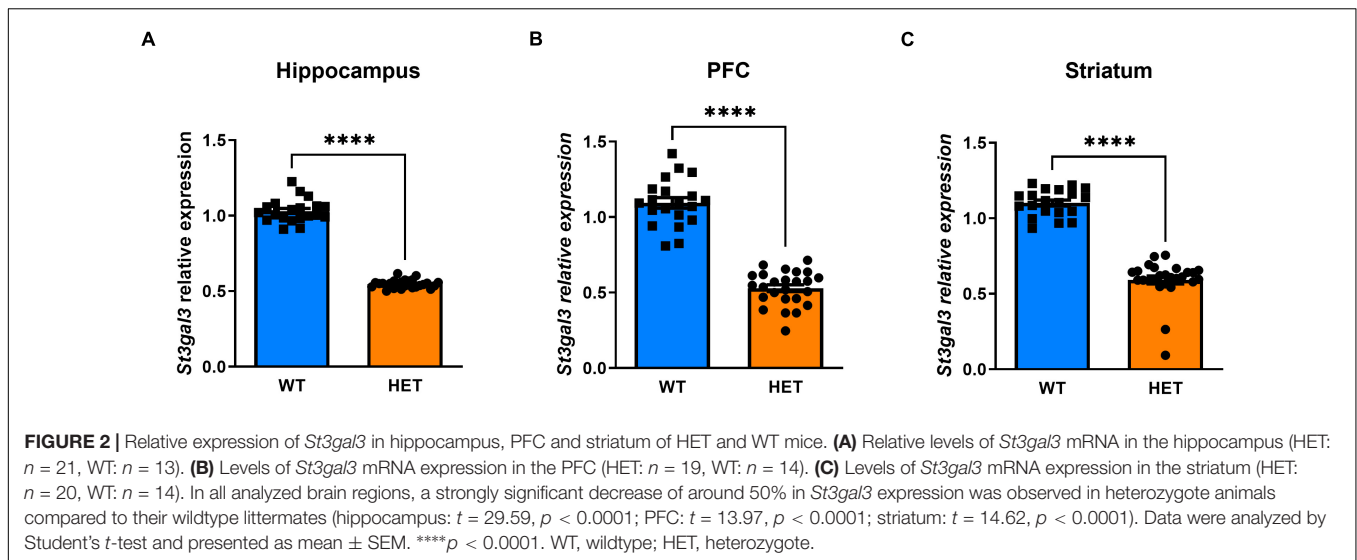 A
Hippocampus
St3gal3 relative expression
1.5
1.0
0.5
0.0
****
WT
HET
B
PFC
St3gal3 relative expression
1.5
1.0
0.5
0.0
****
WT
HET
C
Striatum
St3gal3 relative expression
1.5
1.0
0.5
0.0
****
WT
HET
FIGURE 2 | Relative expression of St3gal3 in hippocampus, PFC and striatum of HET and WT mice. (A) Relative levels of St3gal3 mRNA in the hippocampus (HET:
n = 21, WT: n = 13). (B) Levels of St3gal3 mRNA expression in the PFC (HET: n = 19, WT: n = 14). (C) Levels of St3gal3 mRNA expression in the striatum (HET:
n = 20, WT: n = 14). In all analyzed brain regions, a strongly significant decrease of around 50% in St3gal3 expression was observed in heterozygote animals
compared to their wildtype littermates (hippocampus: t = 29.59, p < 0.0001; PFC: t = 13.97, p < 0.0001; striatum: t = 14.62, p < 0.0001). Data were analyzed by
Student's t-test and presented as mean ± SEM. ****p < 0.0001. WT, wildtype; HET, heterozygote.